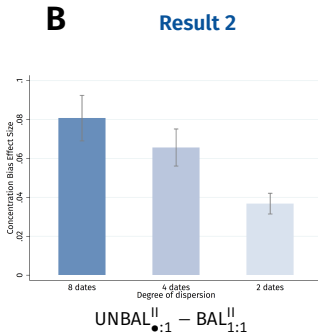 B
Result 2
Concentration Bias Effect Size
.1
.08
.06
.04
.02
0
8 dates
4 dates
2 dates
Degree of dispersion
UNBAL^II_●:1 − BAL^II_1:1